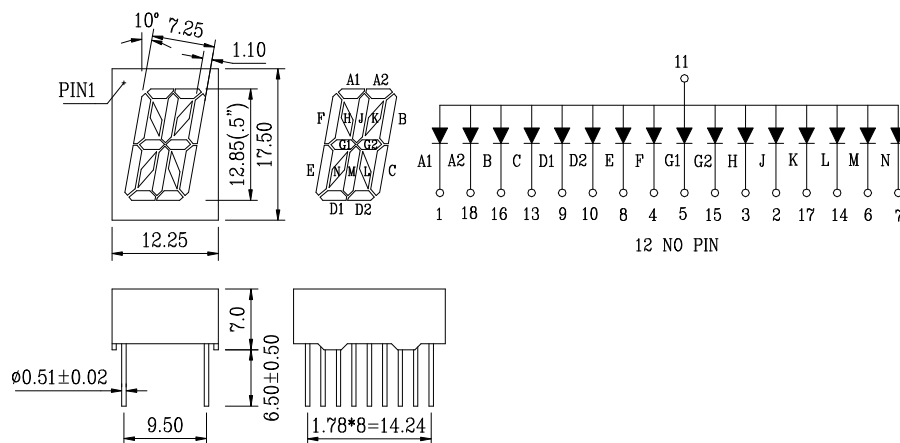 10° 7.25
1.10
PIN1
12.85(.5")
17.50
12.25
A1 A2
F H J K B
G1 G2
E N M L C
D1 D2
11
A1 A2 B C D1 D2 E F G1 G2 H J K L M N
1 18 16 13 9 10 8 4 5 15 3 2 17 14 6 7
12 NO PIN
7.0
6.50±0.50
ø0.51±0.02
9.50
1.78*8=14.24